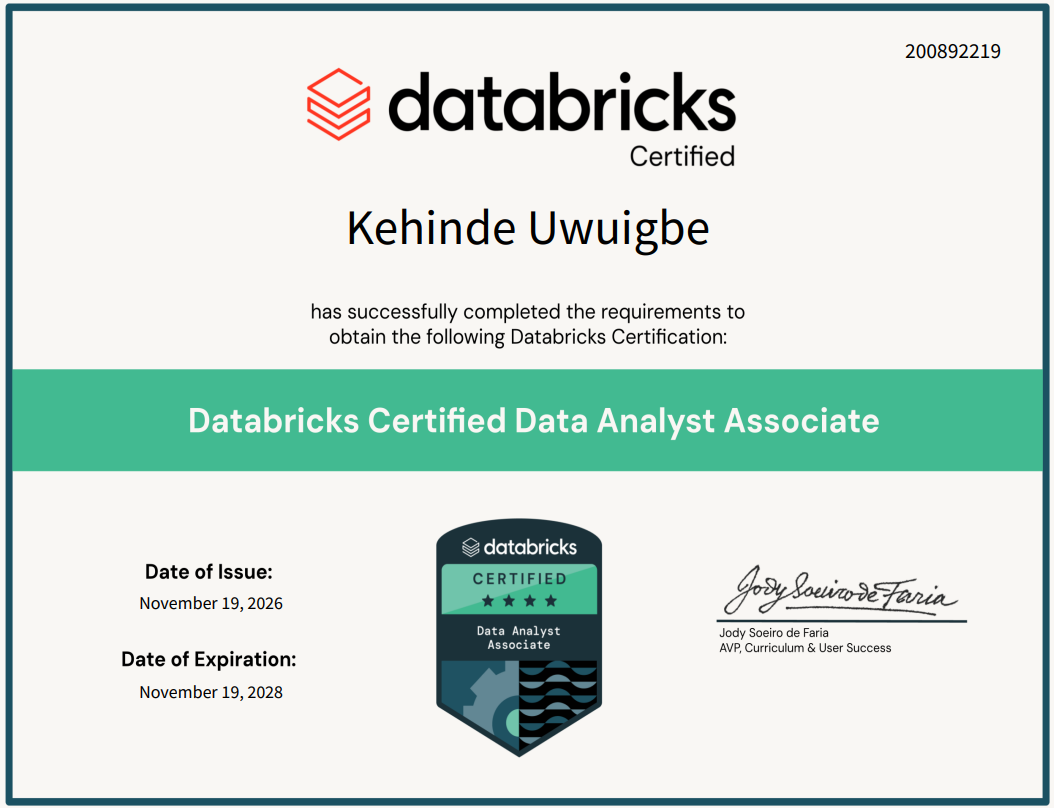 200892219
databricks
Certified
Kehinde Uwuigbe
has successfully completed the requirements to
obtain the following Databricks Certification:
Databricks Certified Data Analyst Associate
Date of Issue:
November 19, 2026
Date of Expiration:
November 19, 2028
databricks
CERTIFIED
Data Analyst
Associate
Jody Soeiro de Faria
Jody Soeiro de Faria
AVP, Curriculum & User Success